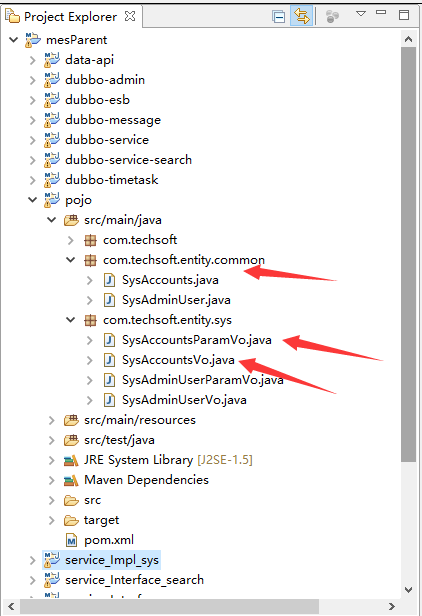 Project Explorer
mesParent
data-api
dubbo-admin
dubbo-esb
dubbo-message
dubbo-service
dubbo-service-search
dubbo-timetask
pojo
src/main/java
com.techsoft
com.techsoft.entity.common
SysAccounts.java
SysAdminUser.java
com.techsoft.entity.sys
SysAccountsParamVo.java
SysAccountsVo.java
SysAdminUserParamVo.java
SysAdminUserVo.java
src/main/resources
src/test/java
JRE System Library [J2SE-1.5]
Maven Dependencies
src
target
pom.xml
service_Impl_sys
service_Interface_search